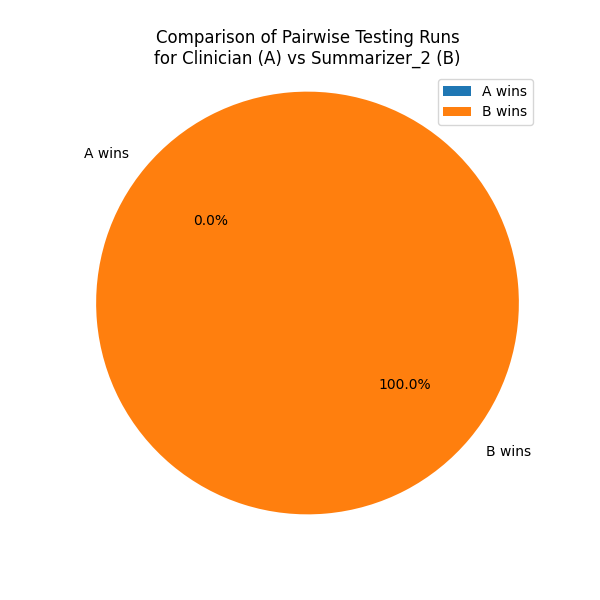 Comparison of Pairwise Testing Runs
for Clinician (A) vs Summarizer_2 (B)
A wins
B wins
A wins
0.0%
100.0%
B wins